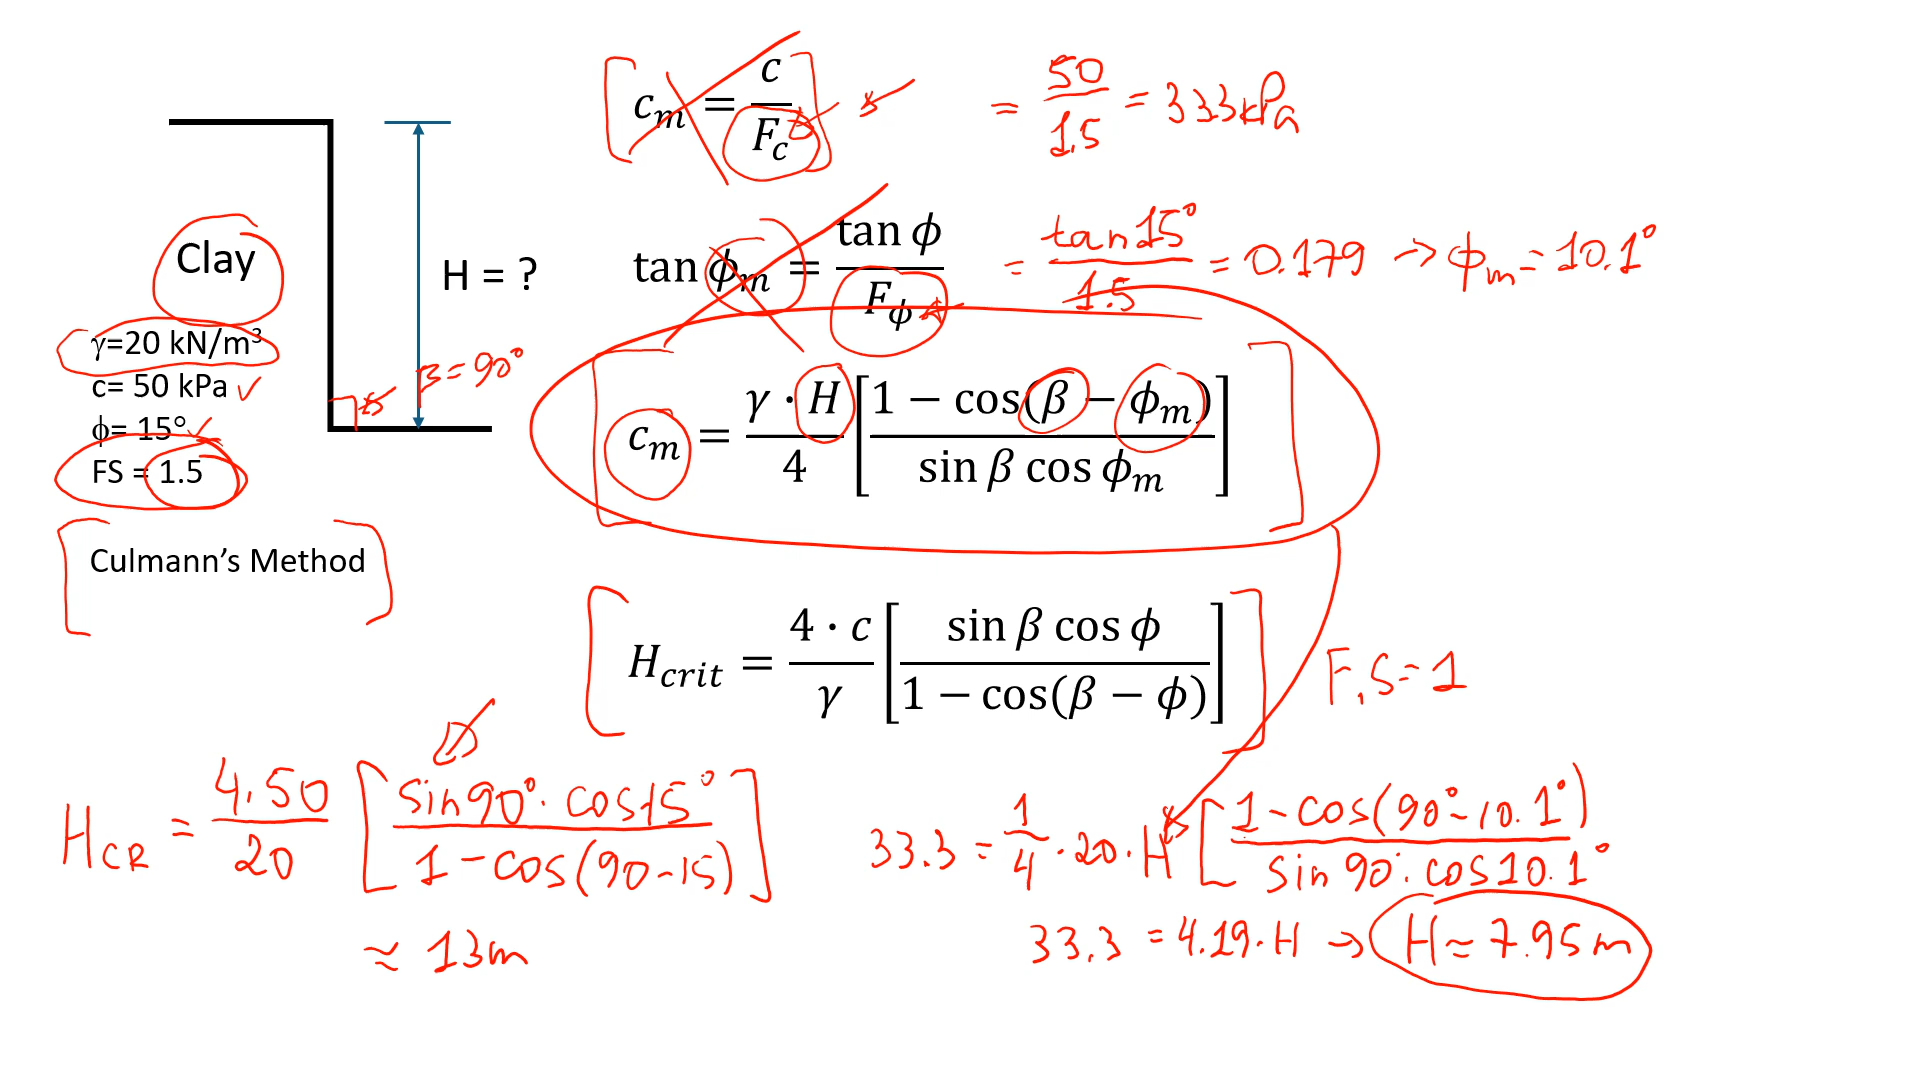 c_m = c / F_c = 50 / 1.5 = 333 kPa
tan ϕ_m = tan ϕ / F_ϕ = tan 15° / 1.5 = 0.179 → ϕ_m = 10.1°
Clay
H = ?
γ=20 kN/m³
c= 50 kPa ✓
ϕ= 15° ✓
FS = 1.5
β = 90°
Culmann’s Method
c_m = γ · H / 4 [ 1 − cos(β − ϕ_m) / sin β cos ϕ_m ]
H_crit = 4 · c / γ [ sin β cos ϕ / 1 − cos(β − ϕ) ]
F.S = 1
H_CR = 4.50 / 20 [ sin 90° · cos 15° / 1 - cos(90 - 15) ]
≈ 13m
33.3 = 1 / 4 · 20 · H [ 1 - cos(90° - 10.1°) / sin 90° · cos 10.1° ]
33.3 = 4.19 · H → H ≈ 7.95 m